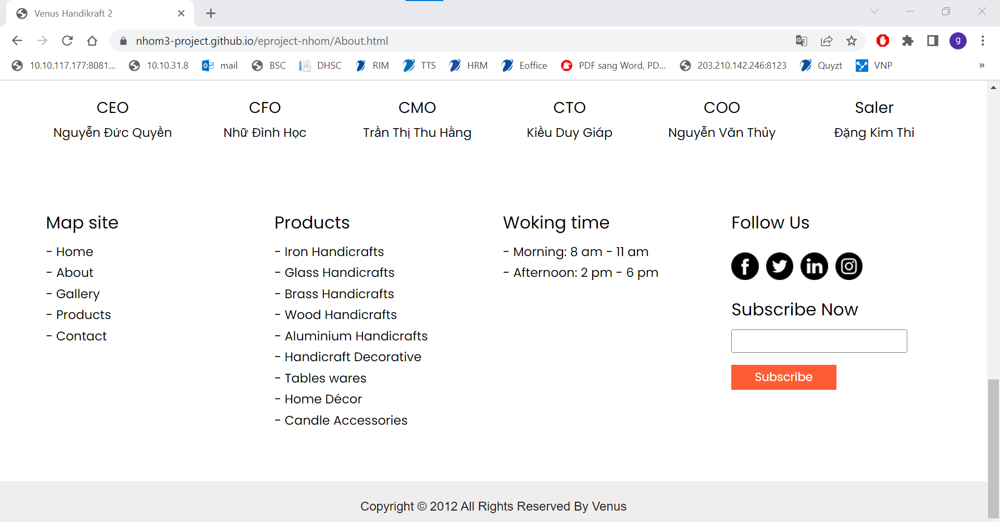 Venus Handikraft 2
nhom3-project.github.io/eproject-nhom/About.html
g
10.10.117.177:8081... 10.10.31.8 mail BSC DHSC RIM TTS HRM Eoffice PDF sang Word, PD... 203.210.142.246:8123 Quyzt VNP »
CEO CFO CMO CTO COO Saler
Nguyễn Đức Quyền Nhữ Đình Học Trần Thị Thu Hằng Kiều Duy Giáp Nguyễn Văn Thủy Đặng Kim Thi
Map site
- Home
- About
- Gallery
- Products
- Contact
Products
- Iron Handicrafts
- Glass Handicrafts
- Brass Handicrafts
- Wood Handicrafts
- Aluminium Handicrafts
- Handicraft Decorative
- Tables wares
- Home Décor
- Candle Accessories
Woking time
- Morning: 8 am - 11 am
- Afternoon: 2 pm - 6 pm
Follow Us
Subscribe Now
Subscribe
Copyright © 2012 All Rights Reserved By Venus